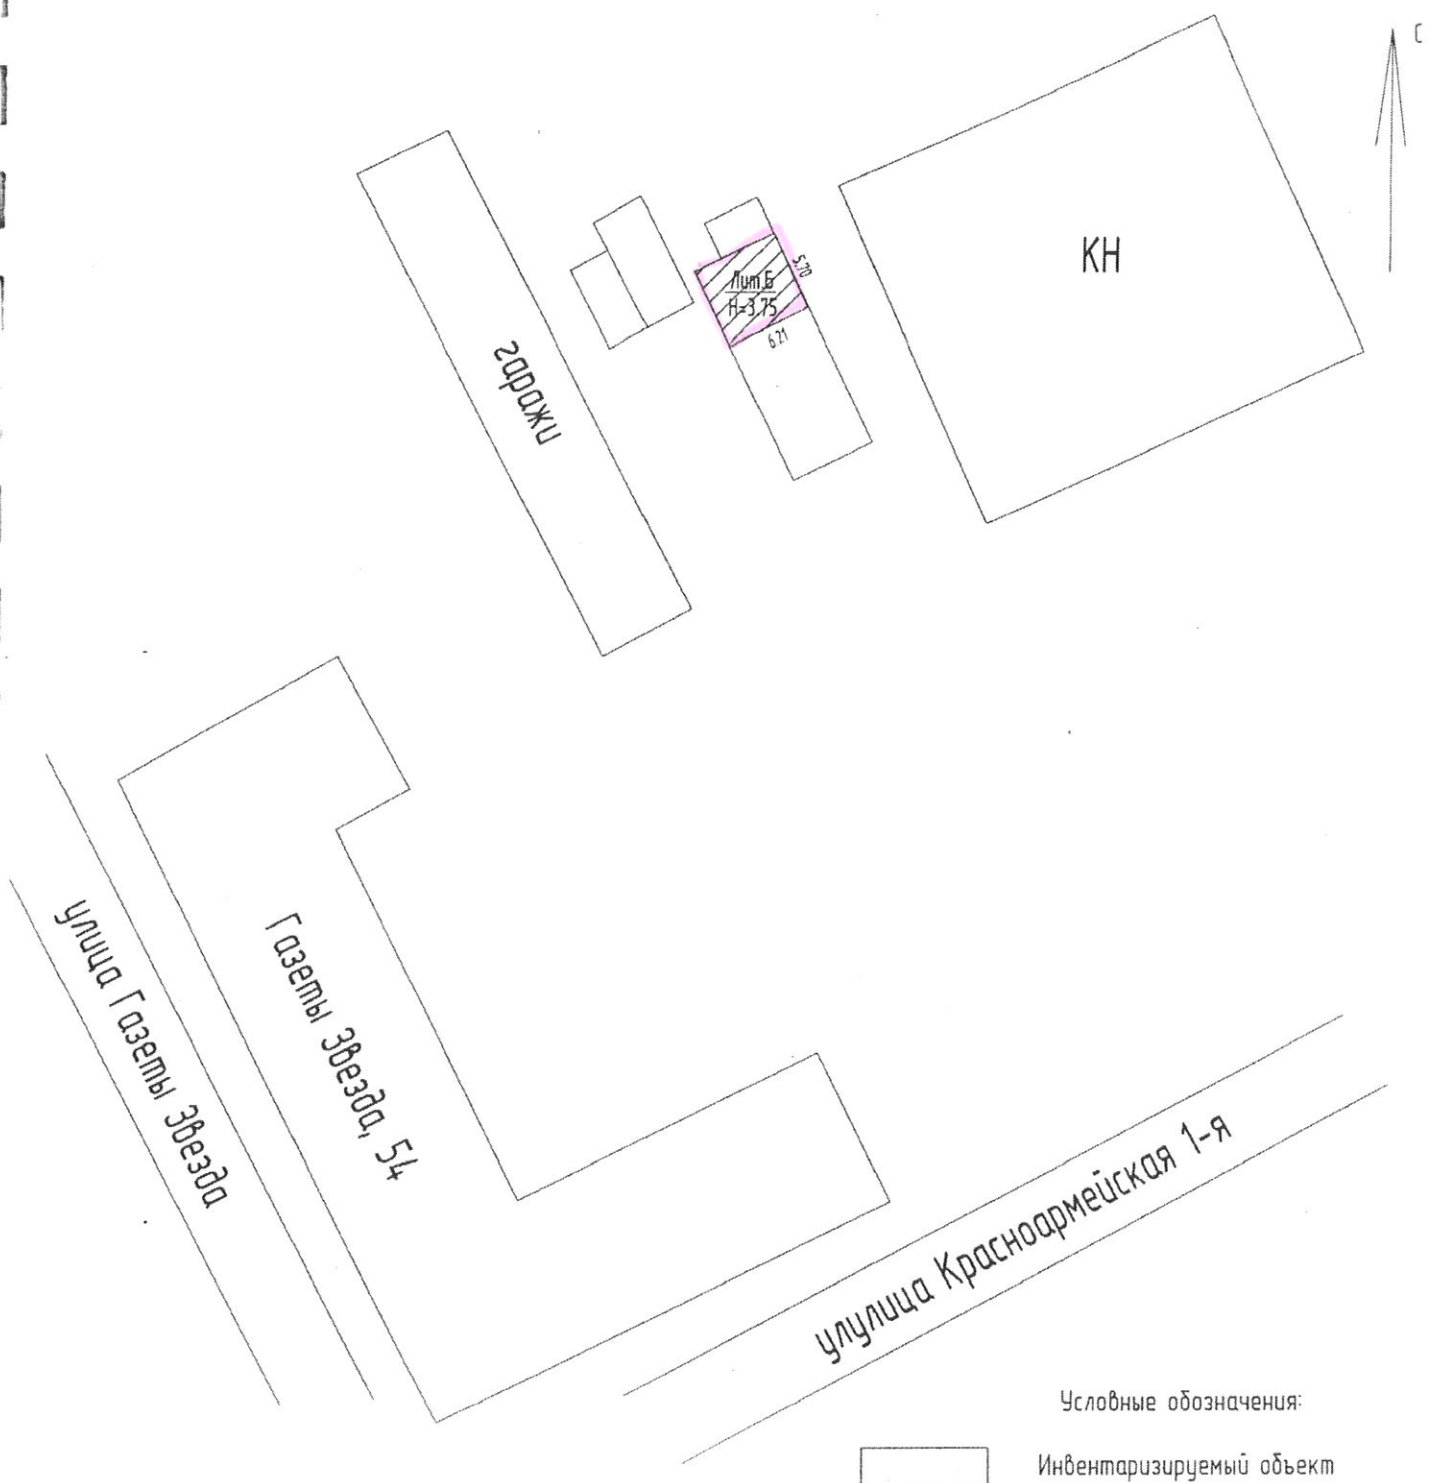 С
КН
5.70
Лит.Б
Н=3.75
6.21
гаражи
улица Газеты Звезда
Газеты Звезда, 54
улулица Красноармейская 1-я
Условные обозначения:
Инвентаризируемый объект